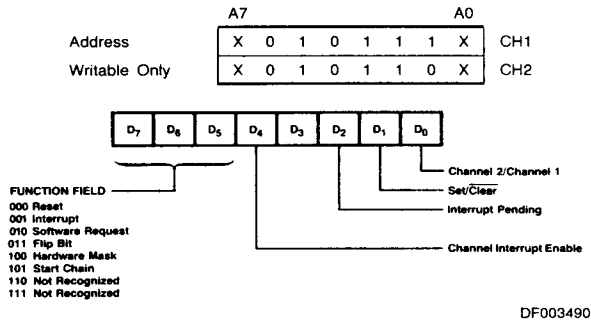 A7 A0
Address X 0 1 0 1 1 1 X CH1
Writable Only X 0 1 0 1 1 0 X CH2
D7 D6 D5 D4 D3 D2 D1 D0
Channel 2/Channel 1
Set/Clear
Interrupt Pending
Channel Interrupt Enable
FUNCTION FIELD
000 Reset
001 Interrupt
010 Software Request
011 Flip Bit
100 Hardware Mask
101 Start Chain
110 Not Recognized
111 Not Recognized
DF003490